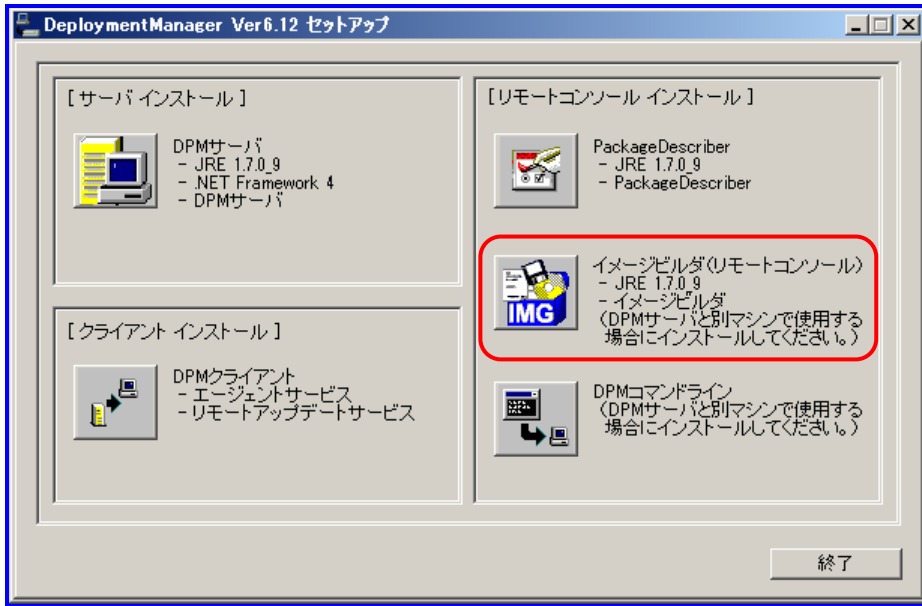 DeploymentManager Ver6.12 セットアップ
[ サーバ インストール ]
DPMサーバ
- JRE 1.7.0_9
- .NET Framework 4
- DPMサーバ
[ クライアント インストール ]
DPMクライアント
- エージェントサービス
- リモートアップデートサービス
[ リモートコンソール インストール ]
PackageDescriber
- JRE 1.7.0_9
- PackageDescriber
IMG
イメージビルダ(リモートコンソール)
- JRE 1.7.0_9
- イメージビルダ
(DPMサーバと別マシンで使用する
場合にインストールしてください。)
DPMコマンドライン
(DPMサーバと別マシンで使用する
場合にインストールしてください。)
終了